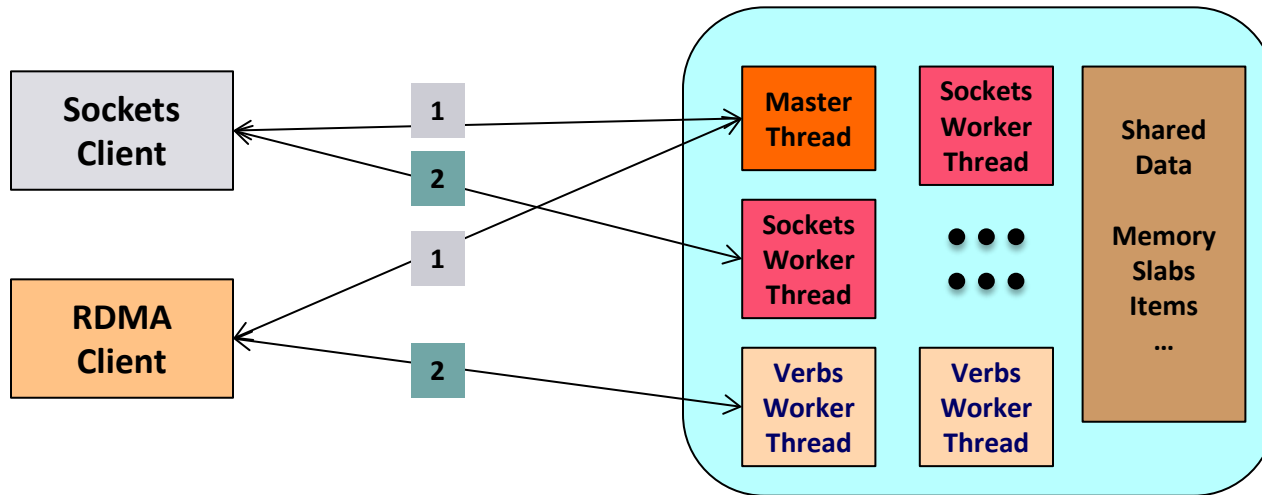 Sockets
Client
RDMA
Client
1
2
1
2
Master
Thread
Sockets
Worker
Thread
Sockets
Worker
Thread
Verbs
Worker
Thread
Verbs
Worker
Thread
Shared
Data
Memory
Slabs
Items
…